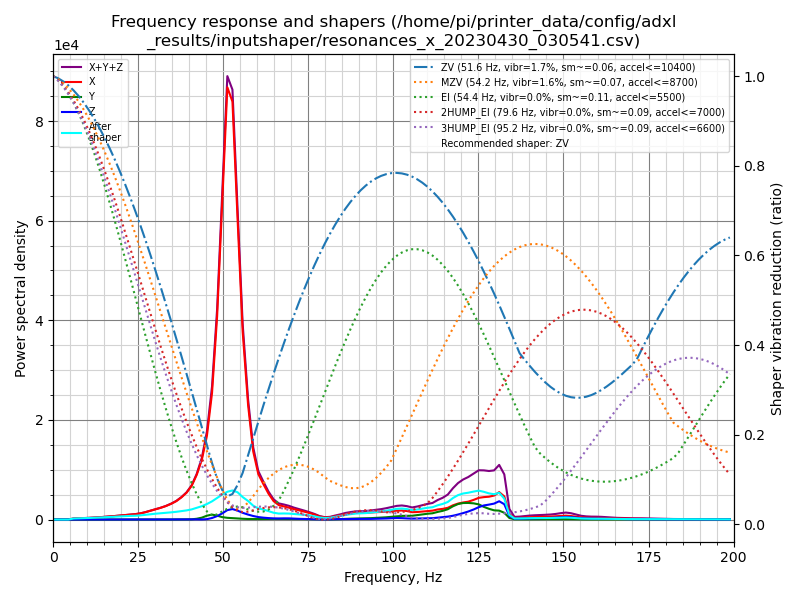 Frequency response and shapers (/home/pi/printer_data/config/adxl
_results/inputshaper/resonances_x_20230430_030541.csv)
1e4
X+Y+Z
X
Y
Z
After
shaper
ZV (51.6 Hz, vibr=1.7%, sm~=0.06, accel<=10400)
MZV (54.2 Hz, vibr=1.6%, sm~=0.07, accel<=8700)
EI (54.4 Hz, vibr=0.0%, sm~=0.11, accel<=5500)
2HUMP_EI (79.6 Hz, vibr=0.0%, sm~=0.09, accel<=7000)
3HUMP_EI (95.2 Hz, vibr=0.0%, sm~=0.09, accel<=6600)
Recommended shaper: ZV
Power spectral density
8
6
4
2
0
1.0
0.8
0.6
0.4
0.2
0.0
Shaper vibration reduction (ratio)
0 25 50 75 100 125 150 175 200
Frequency, Hz